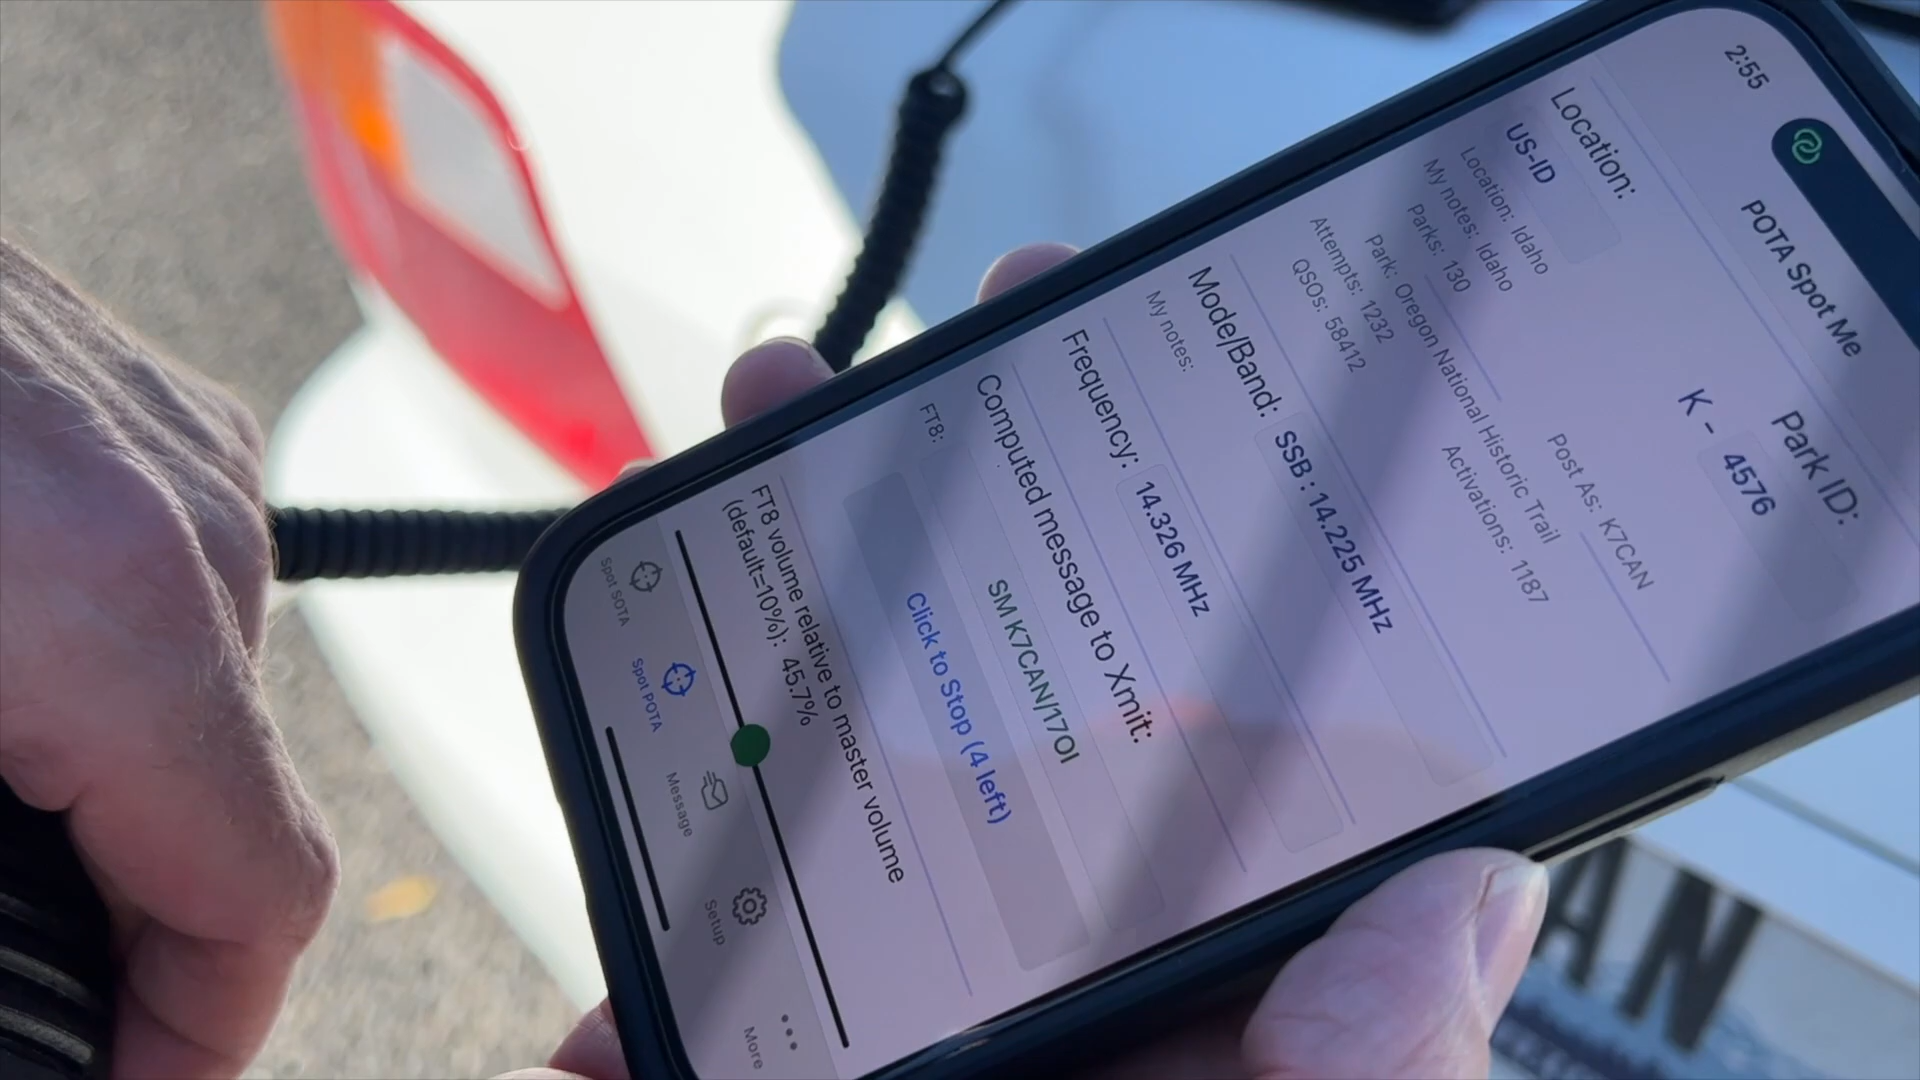 2:55
POTA Spot Me
Location:
Park ID:
US-ID
K - 4576
Location: Idaho
My notes: Idaho
Parks: 130
Post As: K7CAN
Park: Oregon National Historic Trail
Attempts: 1232
Activations: 1187
QSOs: 58412
Mode/Band:
SSB : 14.225 MHz
My notes:
Frequency:
14.326 MHz
Computed message to Xmit:
FT8:
SM K7CAN/17OI
Click to Stop (4 left)
FT8 volume relative to master volume
(default=10%): 45.7%
Spot SOTA
Spot POTA
Message
Setup
More
AN